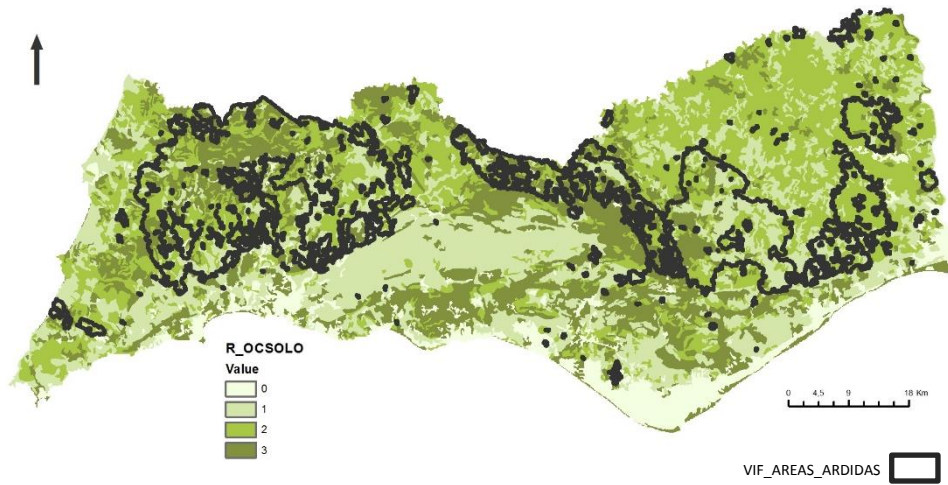 R_OCSOLO
Value
0
1
2
3
0 4,5 9 18 Km
VIF_AREAS_ARDIDAS